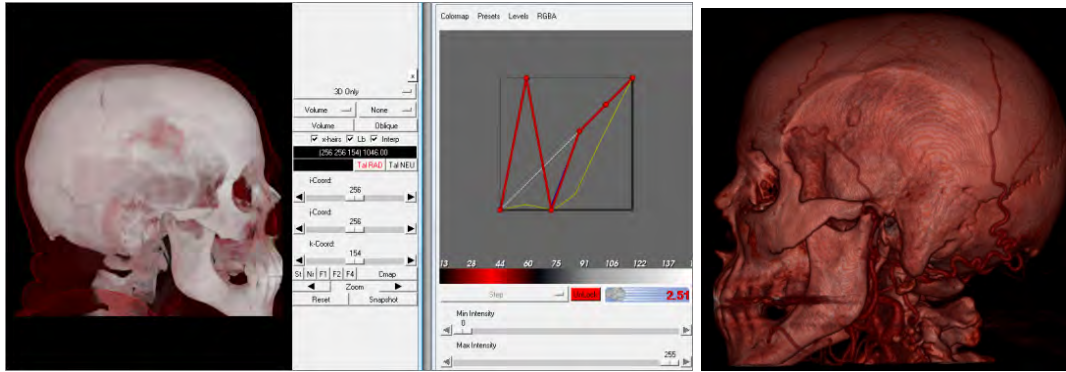 x
3D Only
Volume
None
Volume
Oblique
x-hairs
Lb
Interp
(256 256 154) 1046.00
Tal RAD
Tal NEU
i-Coord:
256
j-Coord:
256
k-Coord:
154
St
Nr
F1
F2
F4
Cmap
Zoom
Reset
Snapshot
Colormap Presets Levels RGBA
13 28 44 60 75 91 106 122 137
Step
2.51
Min Intensity
0
Max Intensity
255